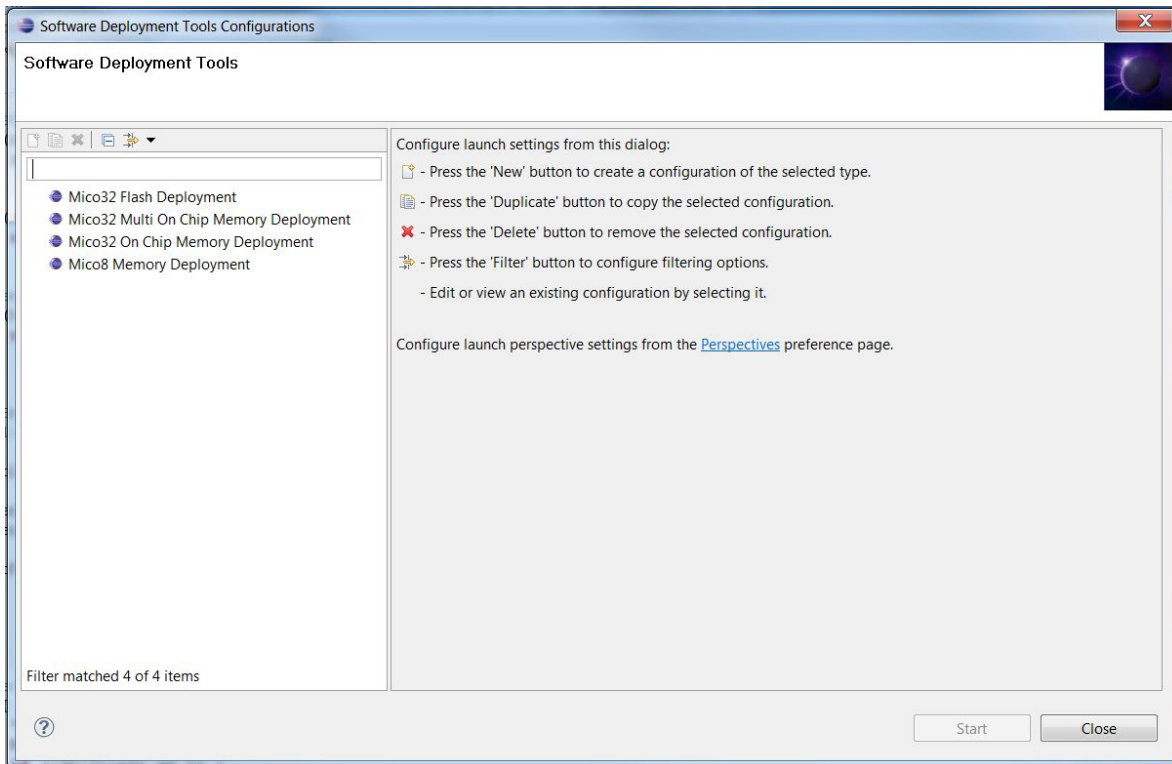 Software Deployment Tools Configurations
Software Deployment Tools
Mico32 Flash Deployment
Mico32 Multi On Chip Memory Deployment
Mico32 On Chip Memory Deployment
Mico8 Memory Deployment
Filter matched 4 of 4 items
Configure launch settings from this dialog:
- Press the 'New' button to create a configuration of the selected type.
- Press the 'Duplicate' button to copy the selected configuration.
- Press the 'Delete' button to remove the selected configuration.
- Press the 'Filter' button to configure filtering options.
- Edit or view an existing configuration by selecting it.
Configure launch perspective settings from the Perspectives preference page.
Start
Close